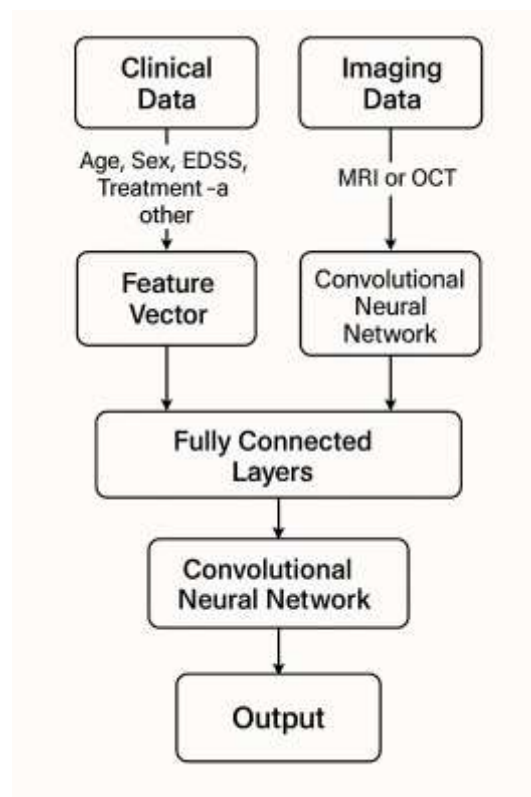 Clinical
Data
Imaging
Data
Age, Sex, EDSS,
Treatment -a
other
MRI or OCT
Feature
Vector
Convolutional
Neural
Network
Fully Connected
Layers
Convolutional
Neural Network
Output